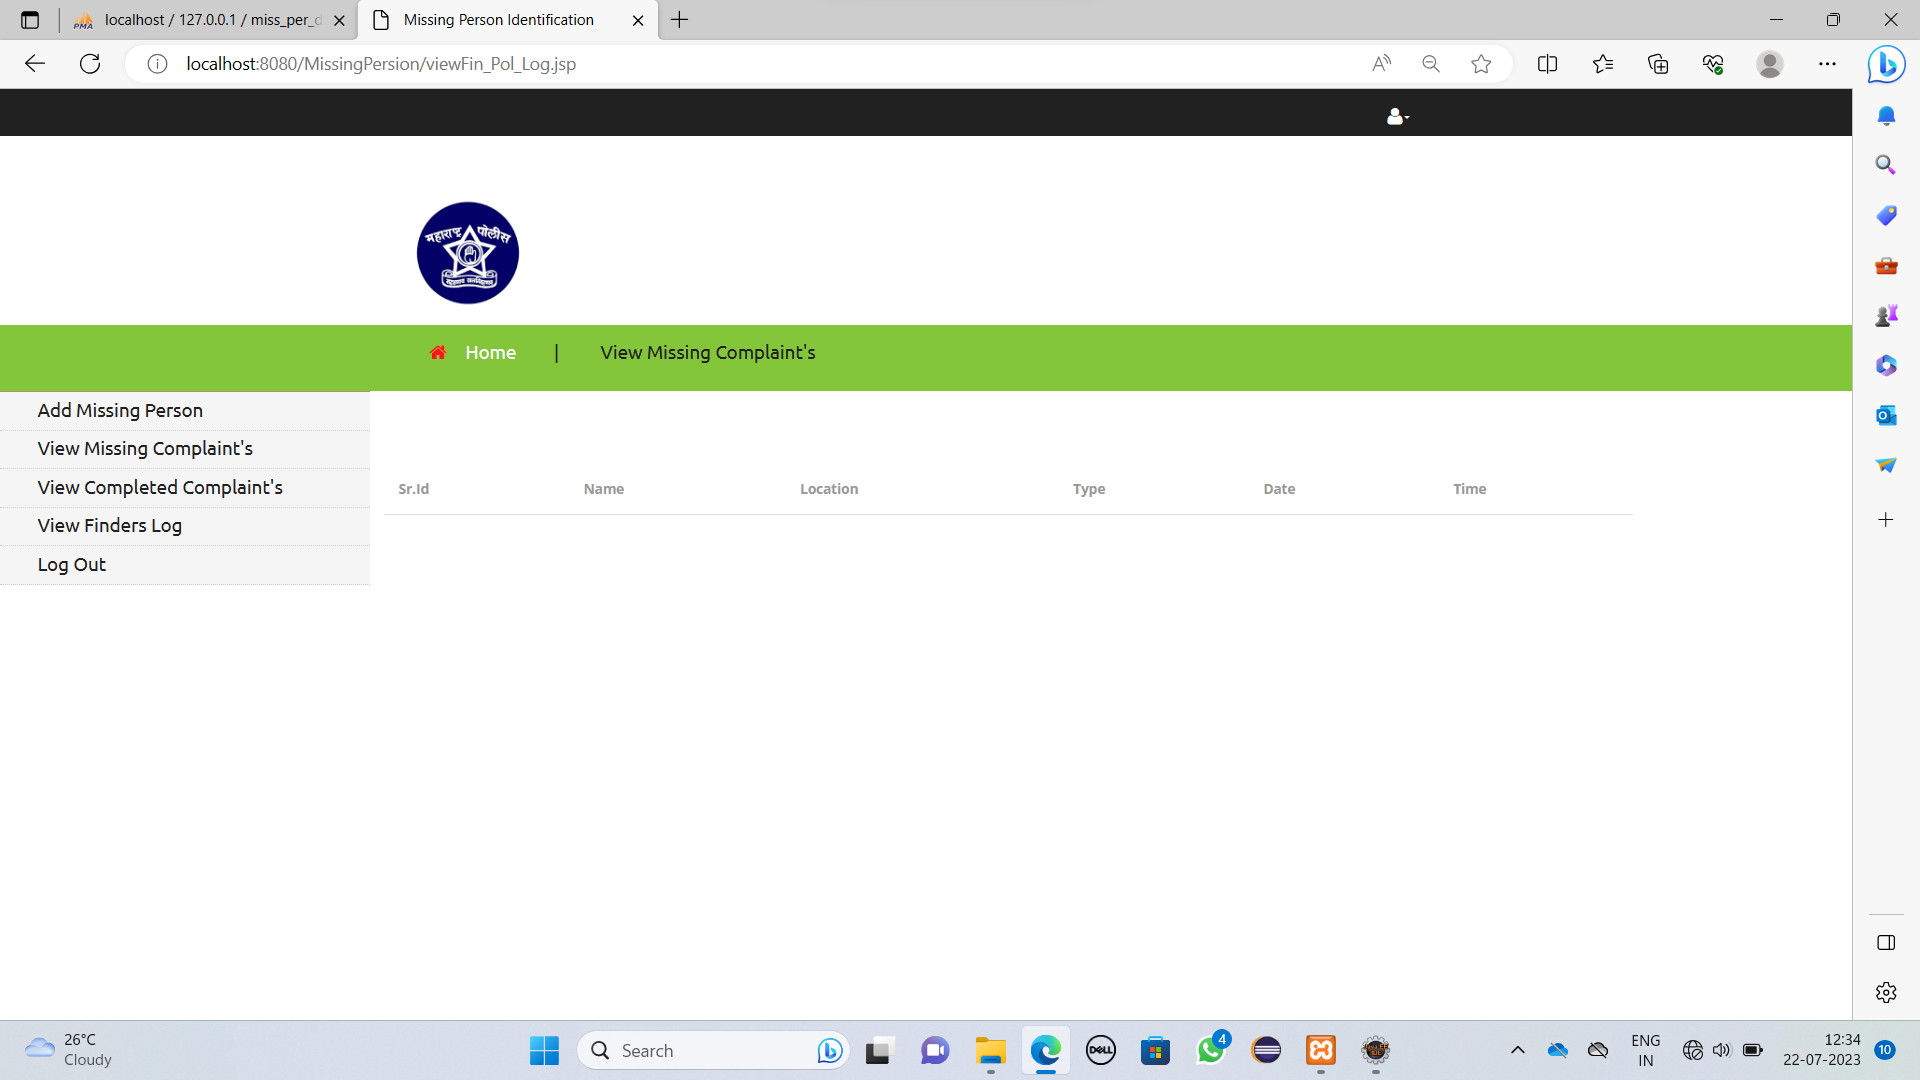 localhost / 127.0.0.1 / miss_per_d
Missing Person Identification
localhost:8080/MissingPersion/viewFin_Pol_Log.jsp
महाराष्ट्र पोलीस
Home | View Missing Complaint's
Add Missing Person
View Missing Complaint's
View Completed Complaint's
View Finders Log
Log Out
Sr.Id Name Location Type Date Time
26°C
Cloudy
Search
DELL
4
ENG
IN
12:34
22-07-2023
10